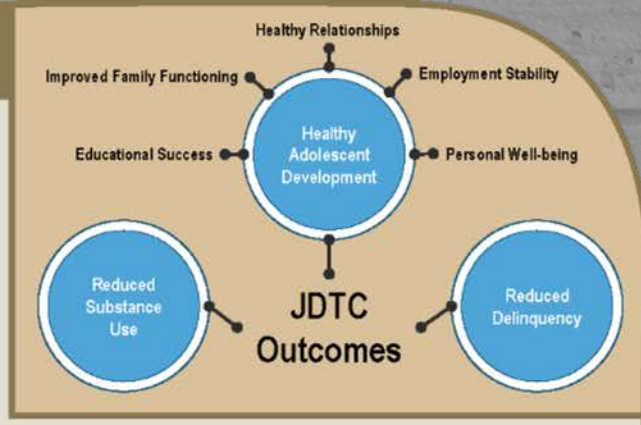 Healthy Relationships
Improved Family Functioning
Employment Stability
Educational Success
Healthy
Adolescent
Development
Personal Well-being
Reduced
Substance
Use
JDTC
Outcomes
Reduced
Delinquency